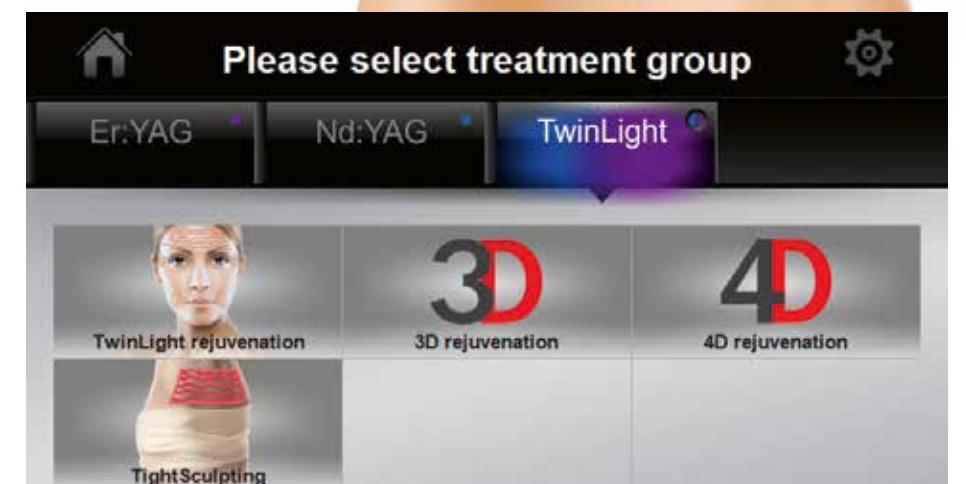 Please select treatment group
Er:YAG
Nd:YAG
TwinLight
3D
4D
TwinLight rejuvenation
3D rejuvenation
4D rejuvenation
TightSculpting